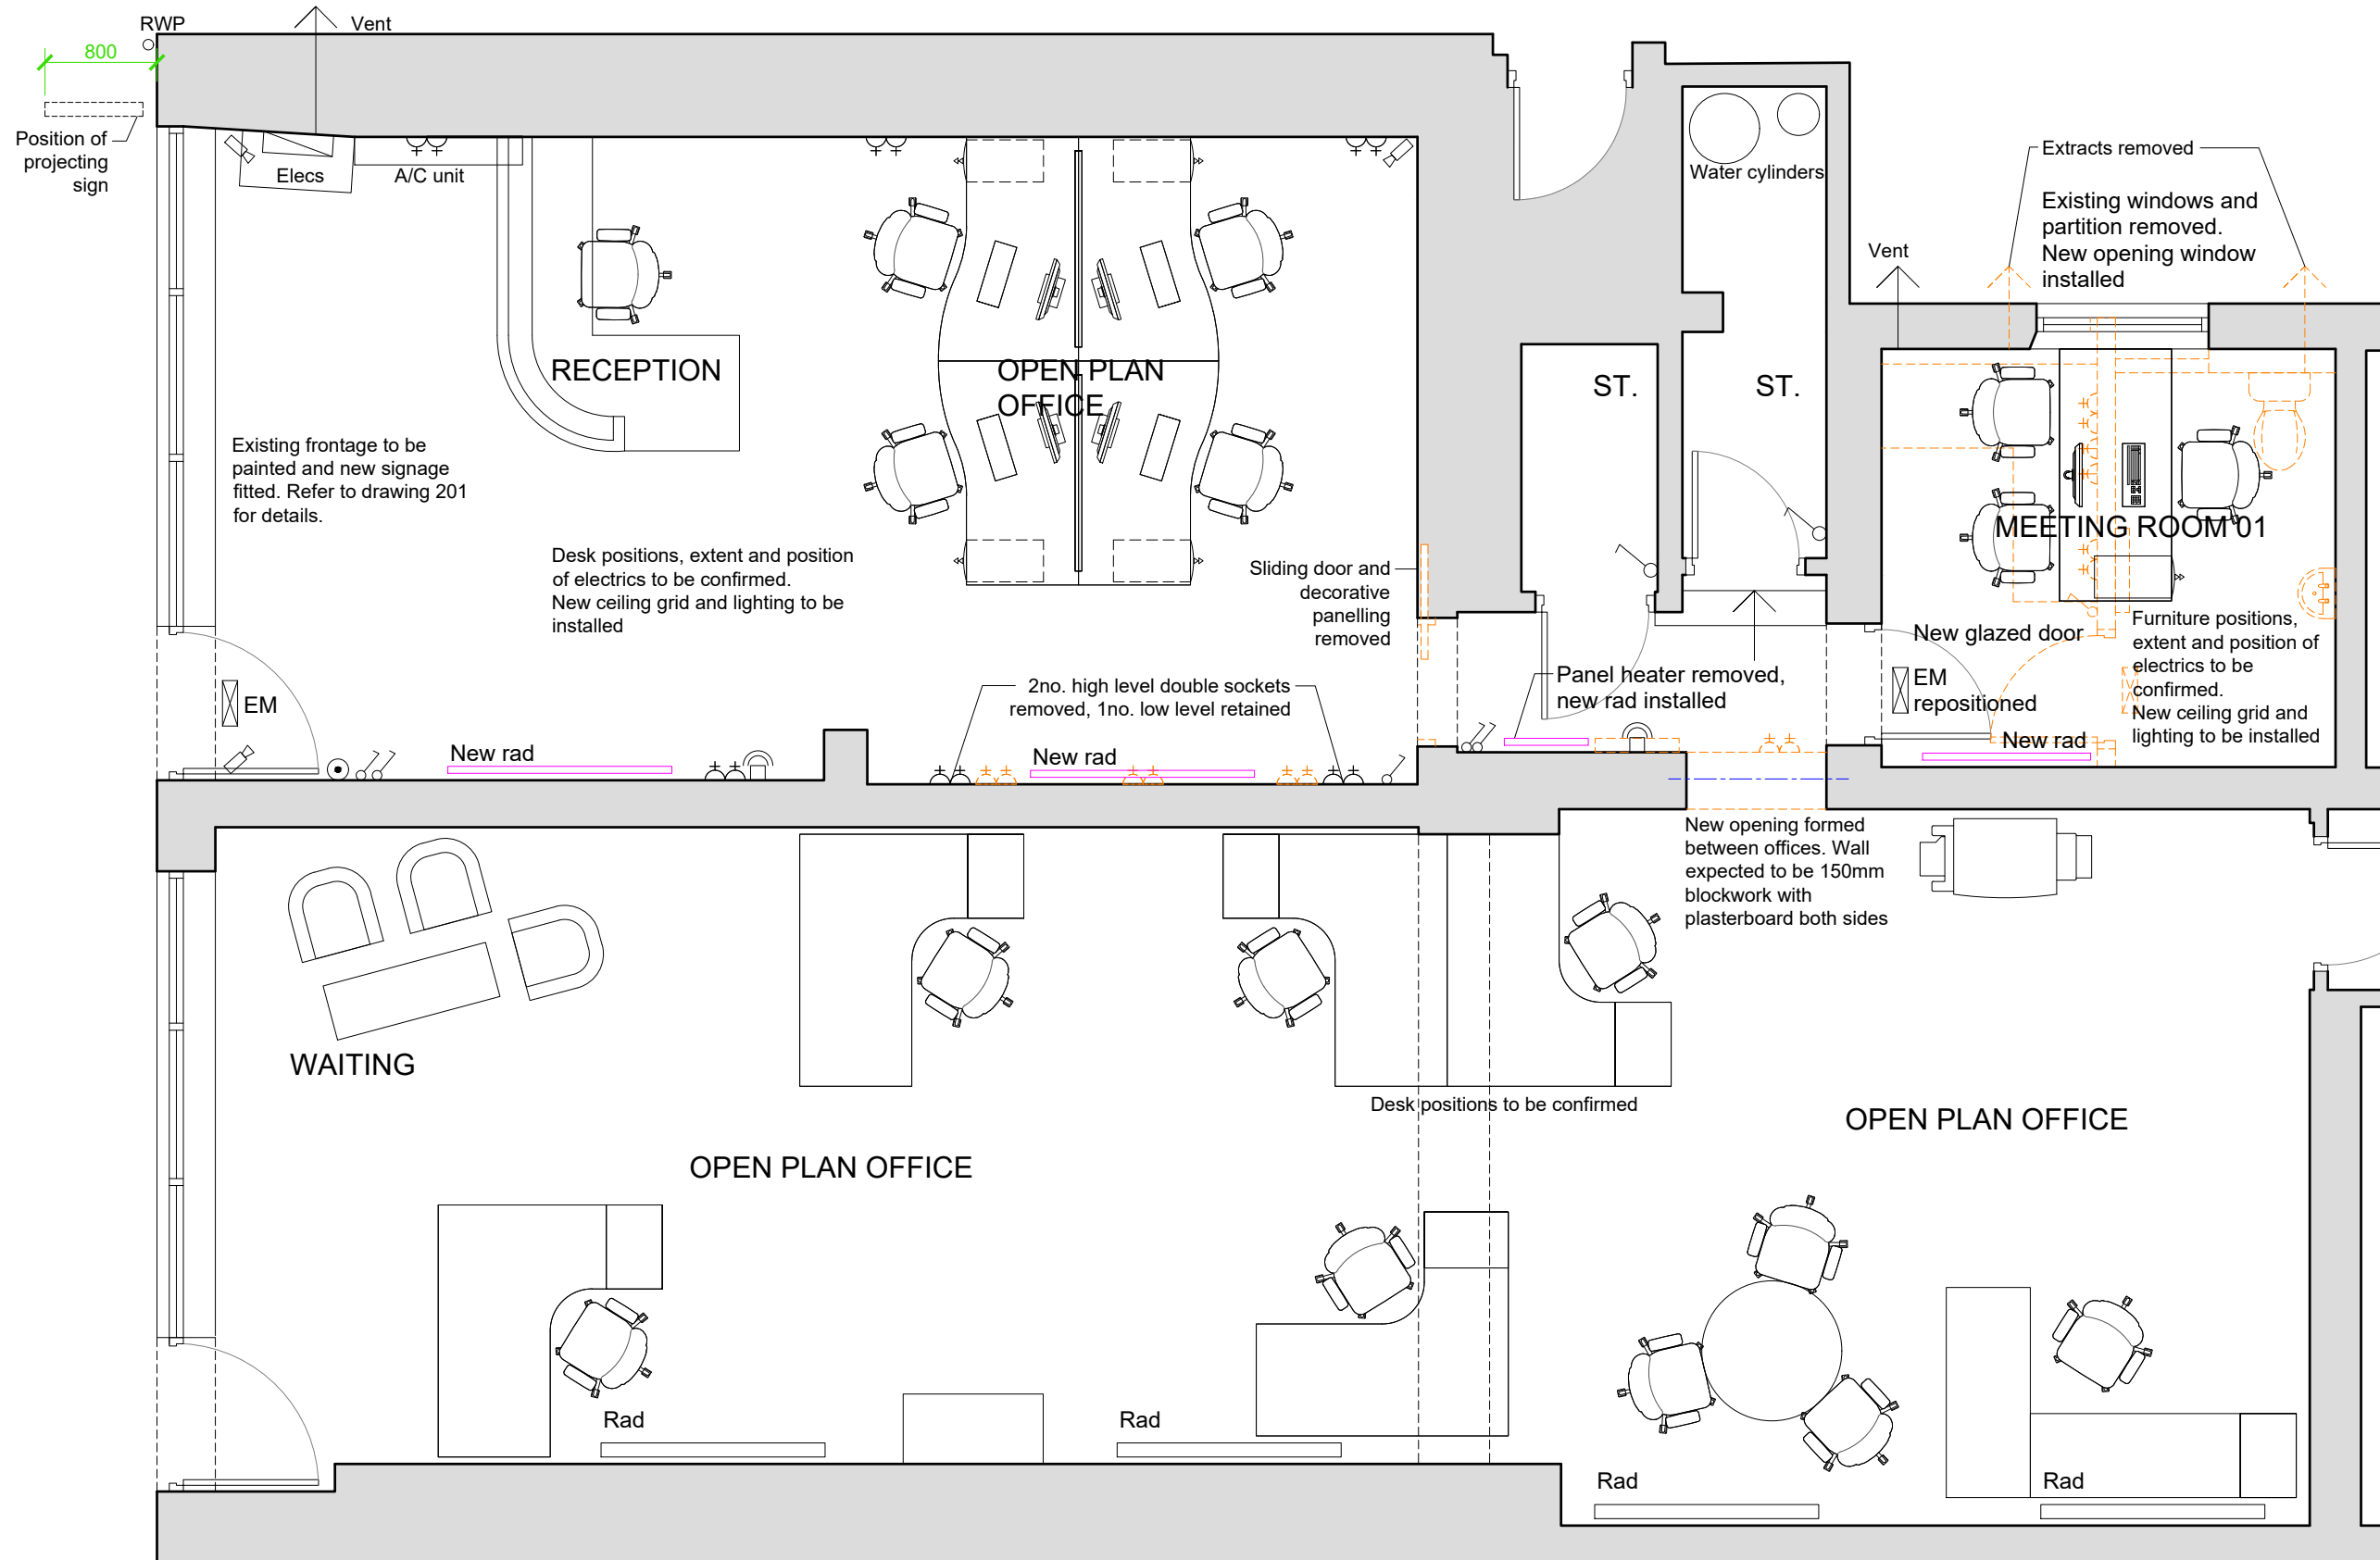 RWP
Vent
800
Position of
projecting
sign
Elecs
A/C unit
Water cylinders
Extracts removed
Existing windows and
partition removed.
New opening window
installed
Vent
RECEPTION
OPEN PLAN
OFFICE
ST.
ST.
Existing frontage to be
painted and new signage
fitted. Refer to drawing 201
for details.
MEETING ROOM 01
Desk positions, extent and position
of electrics to be confirmed.
New ceiling grid and lighting to be
installed
Sliding door and
decorative
panelling
removed
New glazed door
Furniture positions,
extent and position of
electrics to be
confirmed.
New ceiling grid and
lighting to be installed
EM
2no. high level double sockets
removed, 1no. low level retained
Panel heater removed,
new rad installed
EM
repositioned
New rad
New rad
New rad
New opening formed
between offices. Wall
expected to be 150mm
blockwork with
plasterboard both sides
WAITING
Desk positions to be confirmed
OPEN PLAN OFFICE
OPEN PLAN OFFICE
Rad
Rad
Rad
Rad